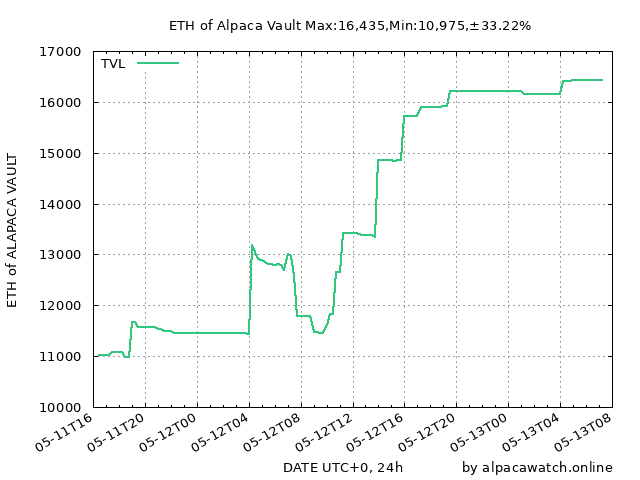 ETH of Alpaca Vault Max:16,435,Min:10,975,±33.22%
TVL
17000
16000
15000
14000
13000
12000
11000
10000
ETH of ALAPACA VAULT
05-11T16
05-11T20
05-12T00
05-12T04
05-12T08
05-12T12
05-12T16
05-12T20
05-13T00
05-13T04
05-13T08
DATE UTC+0, 24h
by alpacawatch.online